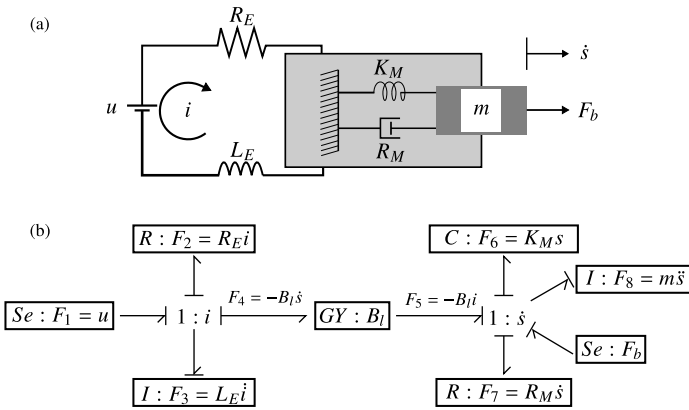 (a)
R_E
ṡ
K_M
u
i
m
F_b
L_E
R_M
(b)
R : F_2 = R_E i
C : F_6 = K_M s
I : F_8 = m s̈
F_4 = −B_l ṡ
F_5 = −B_l i
Se : F_1 = u
1 : i
GY : B_l
1 : ṡ
Se : F_b
I : F_3 = L_E i̇
R : F_7 = R_M ṡ